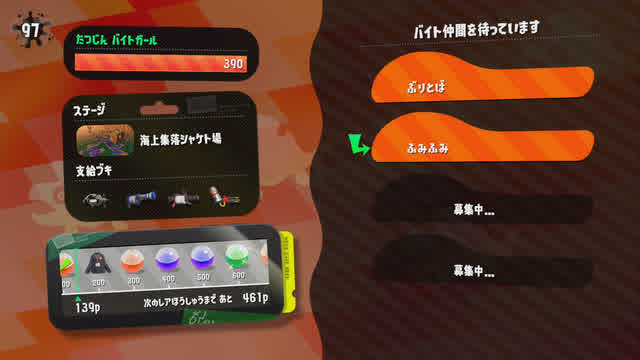 97
たつじん バイトガール
390
ステージ
海上集落シャケト場
支給ブキ
200 300 400 500 600
139p
次のレアほうしゅうまで あと 461p
バイト仲間を待っています
ぷりとば
ふみふみ
募集中...
募集中...